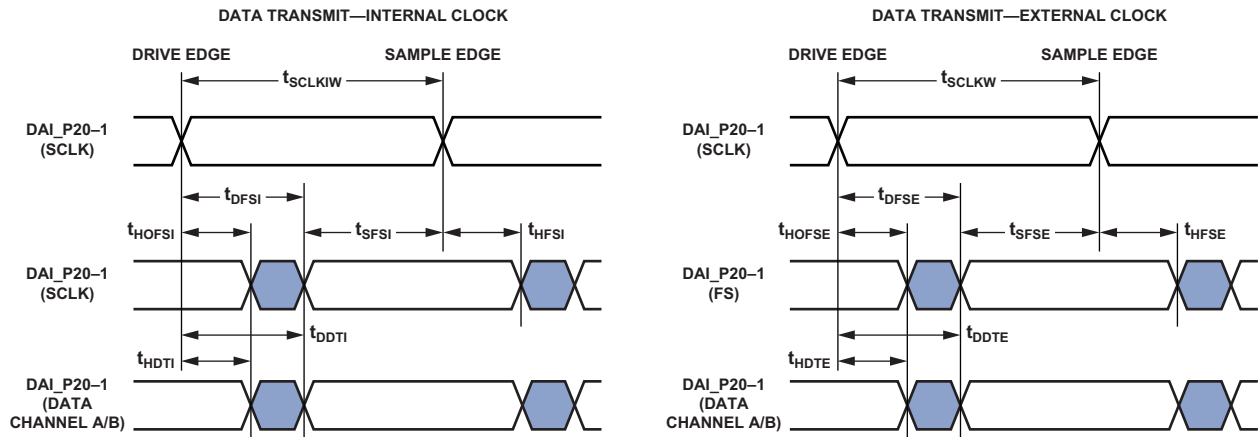 DATA TRANSMIT—INTERNAL CLOCK
DRIVE EDGE
SAMPLE EDGE
tSCLKIW
DAI_P20–1
(SCLK)
tDFSI
tHOFSI
tSFSI
tHFSI
DAI_P20–1
(SCLK)
tDDTI
tHDTI
DAI_P20–1
(DATA
CHANNEL A/B)
DATA TRANSMIT—EXTERNAL CLOCK
DRIVE EDGE
SAMPLE EDGE
tSCLKW
DAI_P20–1
(SCLK)
tDFSE
tHOFSE
tSFSE
tHFSE
DAI_P20–1
(FS)
tDDTE
tHDTE
DAI_P20–1
(DATA
CHANNEL A/B)